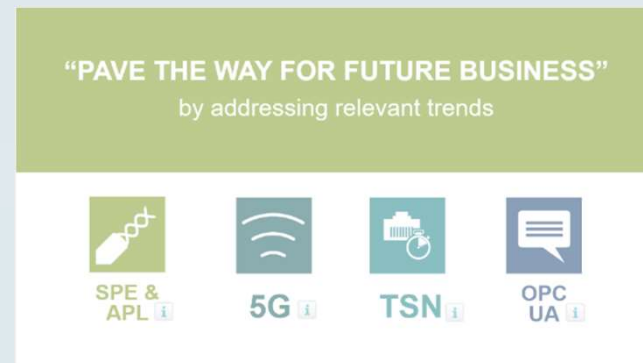 “PAVE THE WAY FOR FUTURE BUSINESS”
by addressing relevant trends
SPE &
APL i
5G i
TSN i
OPC
UA i